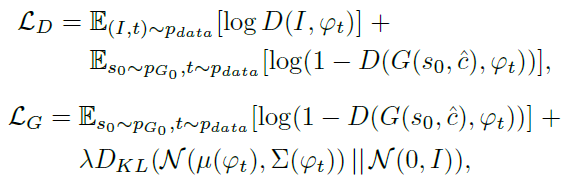 ℒ_D = 𝔼_{(I,t)∼p_{data}}[log D(I, φ_t)] +
𝔼_{s_0∼p_{G_0},t∼p_{data}}[log(1 − D(G(s_0, ĉ), φ_t))],
ℒ_G = 𝔼_{s_0∼p_{G_0},t∼p_{data}}[log(1 − D(G(s_0, ĉ), φ_t))] +
λD_{KL}(𝒩(μ(φ_t), Σ(φ_t)) || 𝒩(0, I)),